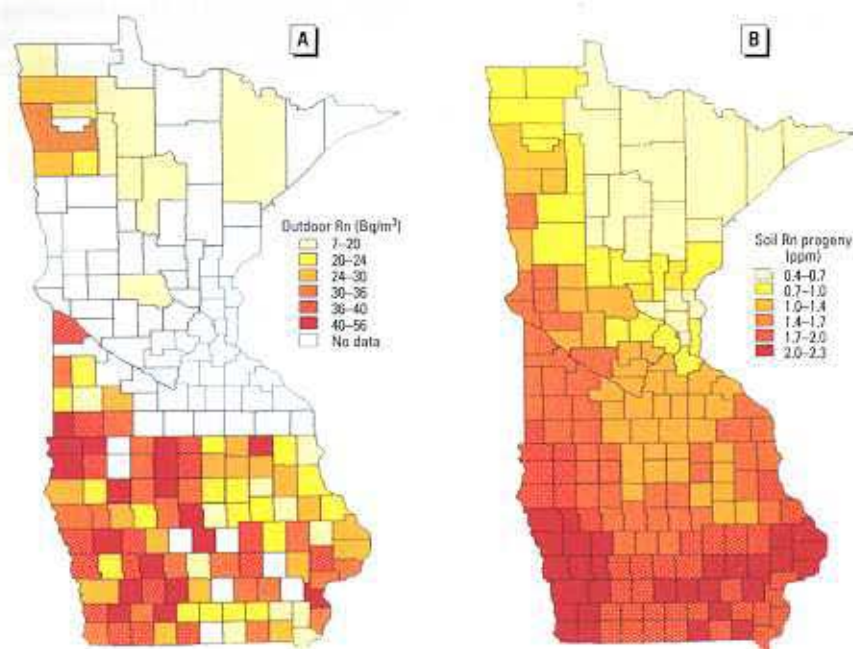 A
Outdoor Rn (Bq/m³)
7–20
20–24
24–30
30–36
36–40
40–56
No data
B
Soil Rn progeny
(ppm)
0.4–0.7
0.7–1.0
1.0–1.4
1.4–1.7
1.7–2.0
2.0–2.3